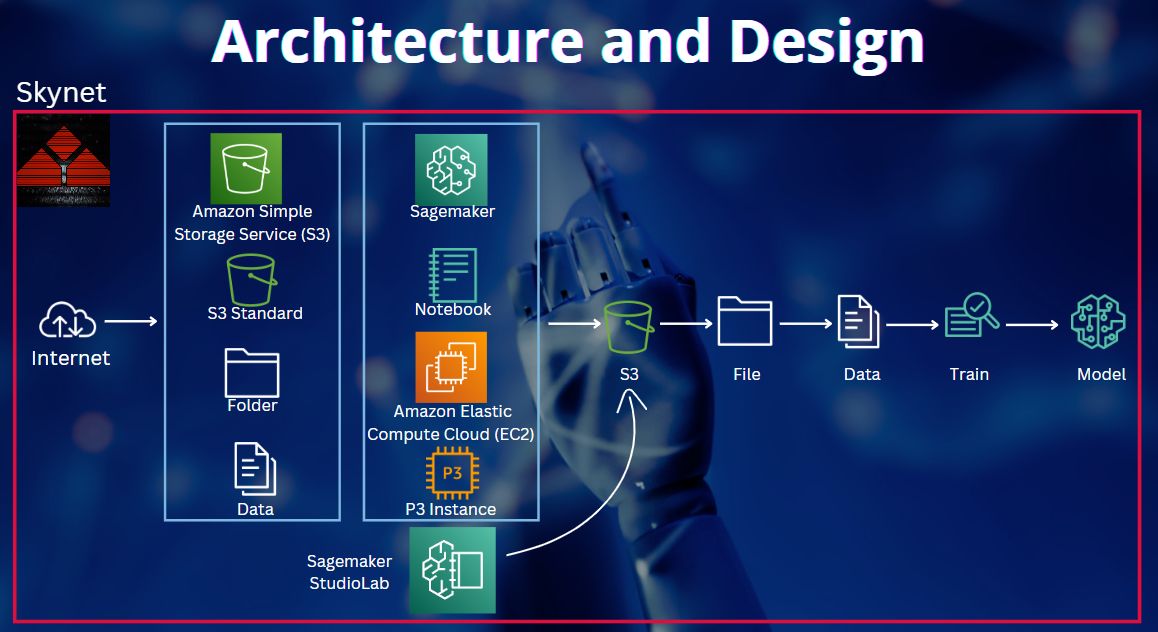 Architecture and Design
Skynet
Internet
Amazon Simple
Storage Service (S3)
S3 Standard
Folder
Data
Sagemaker
Notebook
Amazon Elastic
Compute Cloud (EC2)
P3
P3 Instance
Sagemaker
StudioLab
S3
File
Data
Train
Model